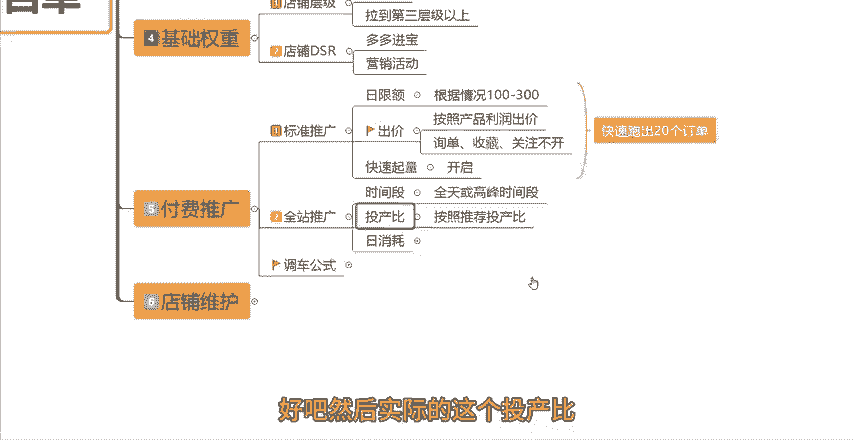 店铺层级
拉到第三层级以上
4 基础权重
2 店铺DSR
多多进宝
营销活动
日限额
根据情况100-300
1 标准推广
出价
按照产品利润出价
询单、收藏、关注不开
快速起量
开启
快速跑出20个订单
5 付费推广
2 全站推广
时间段
全天或高峰时间段
投产比
按照推荐投产比
日消耗
调车公式
6 店铺维护
好吧然后实际的这个投产比